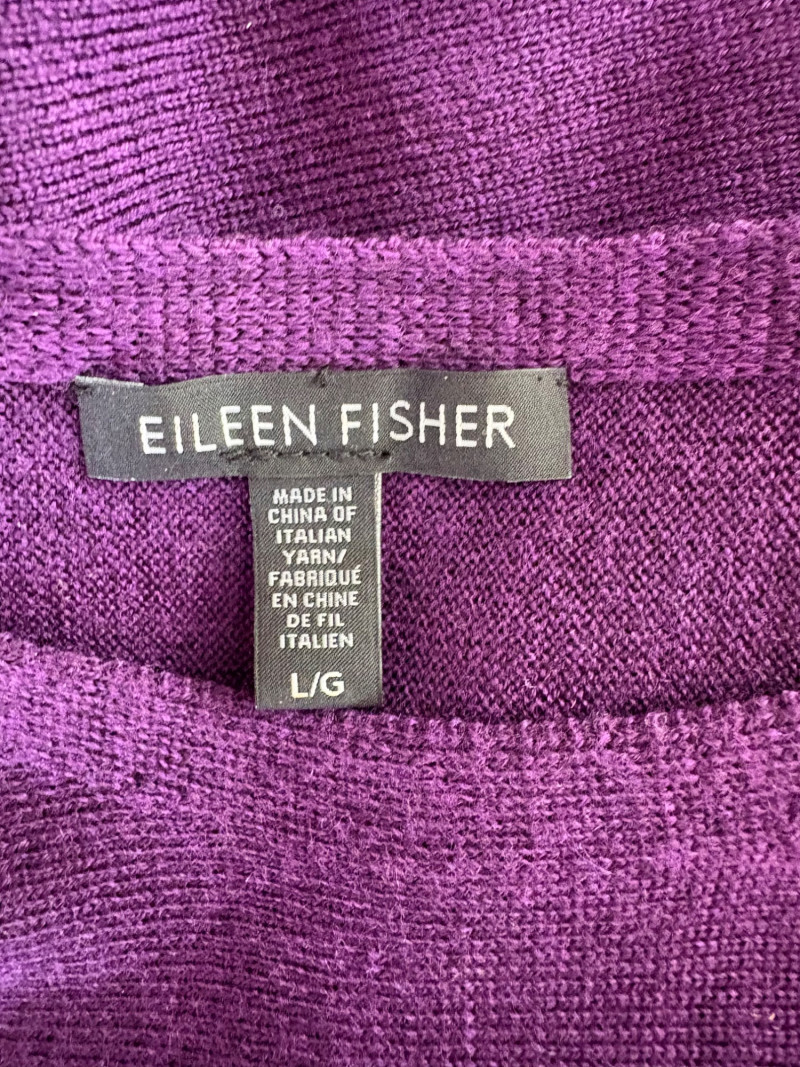 EILEEN FISHER
MADE IN
CHINA OF
ITALIAN
YARN/
FABRIQUÉ
EN CHINE
DE FIL
ITALIEN
L/G